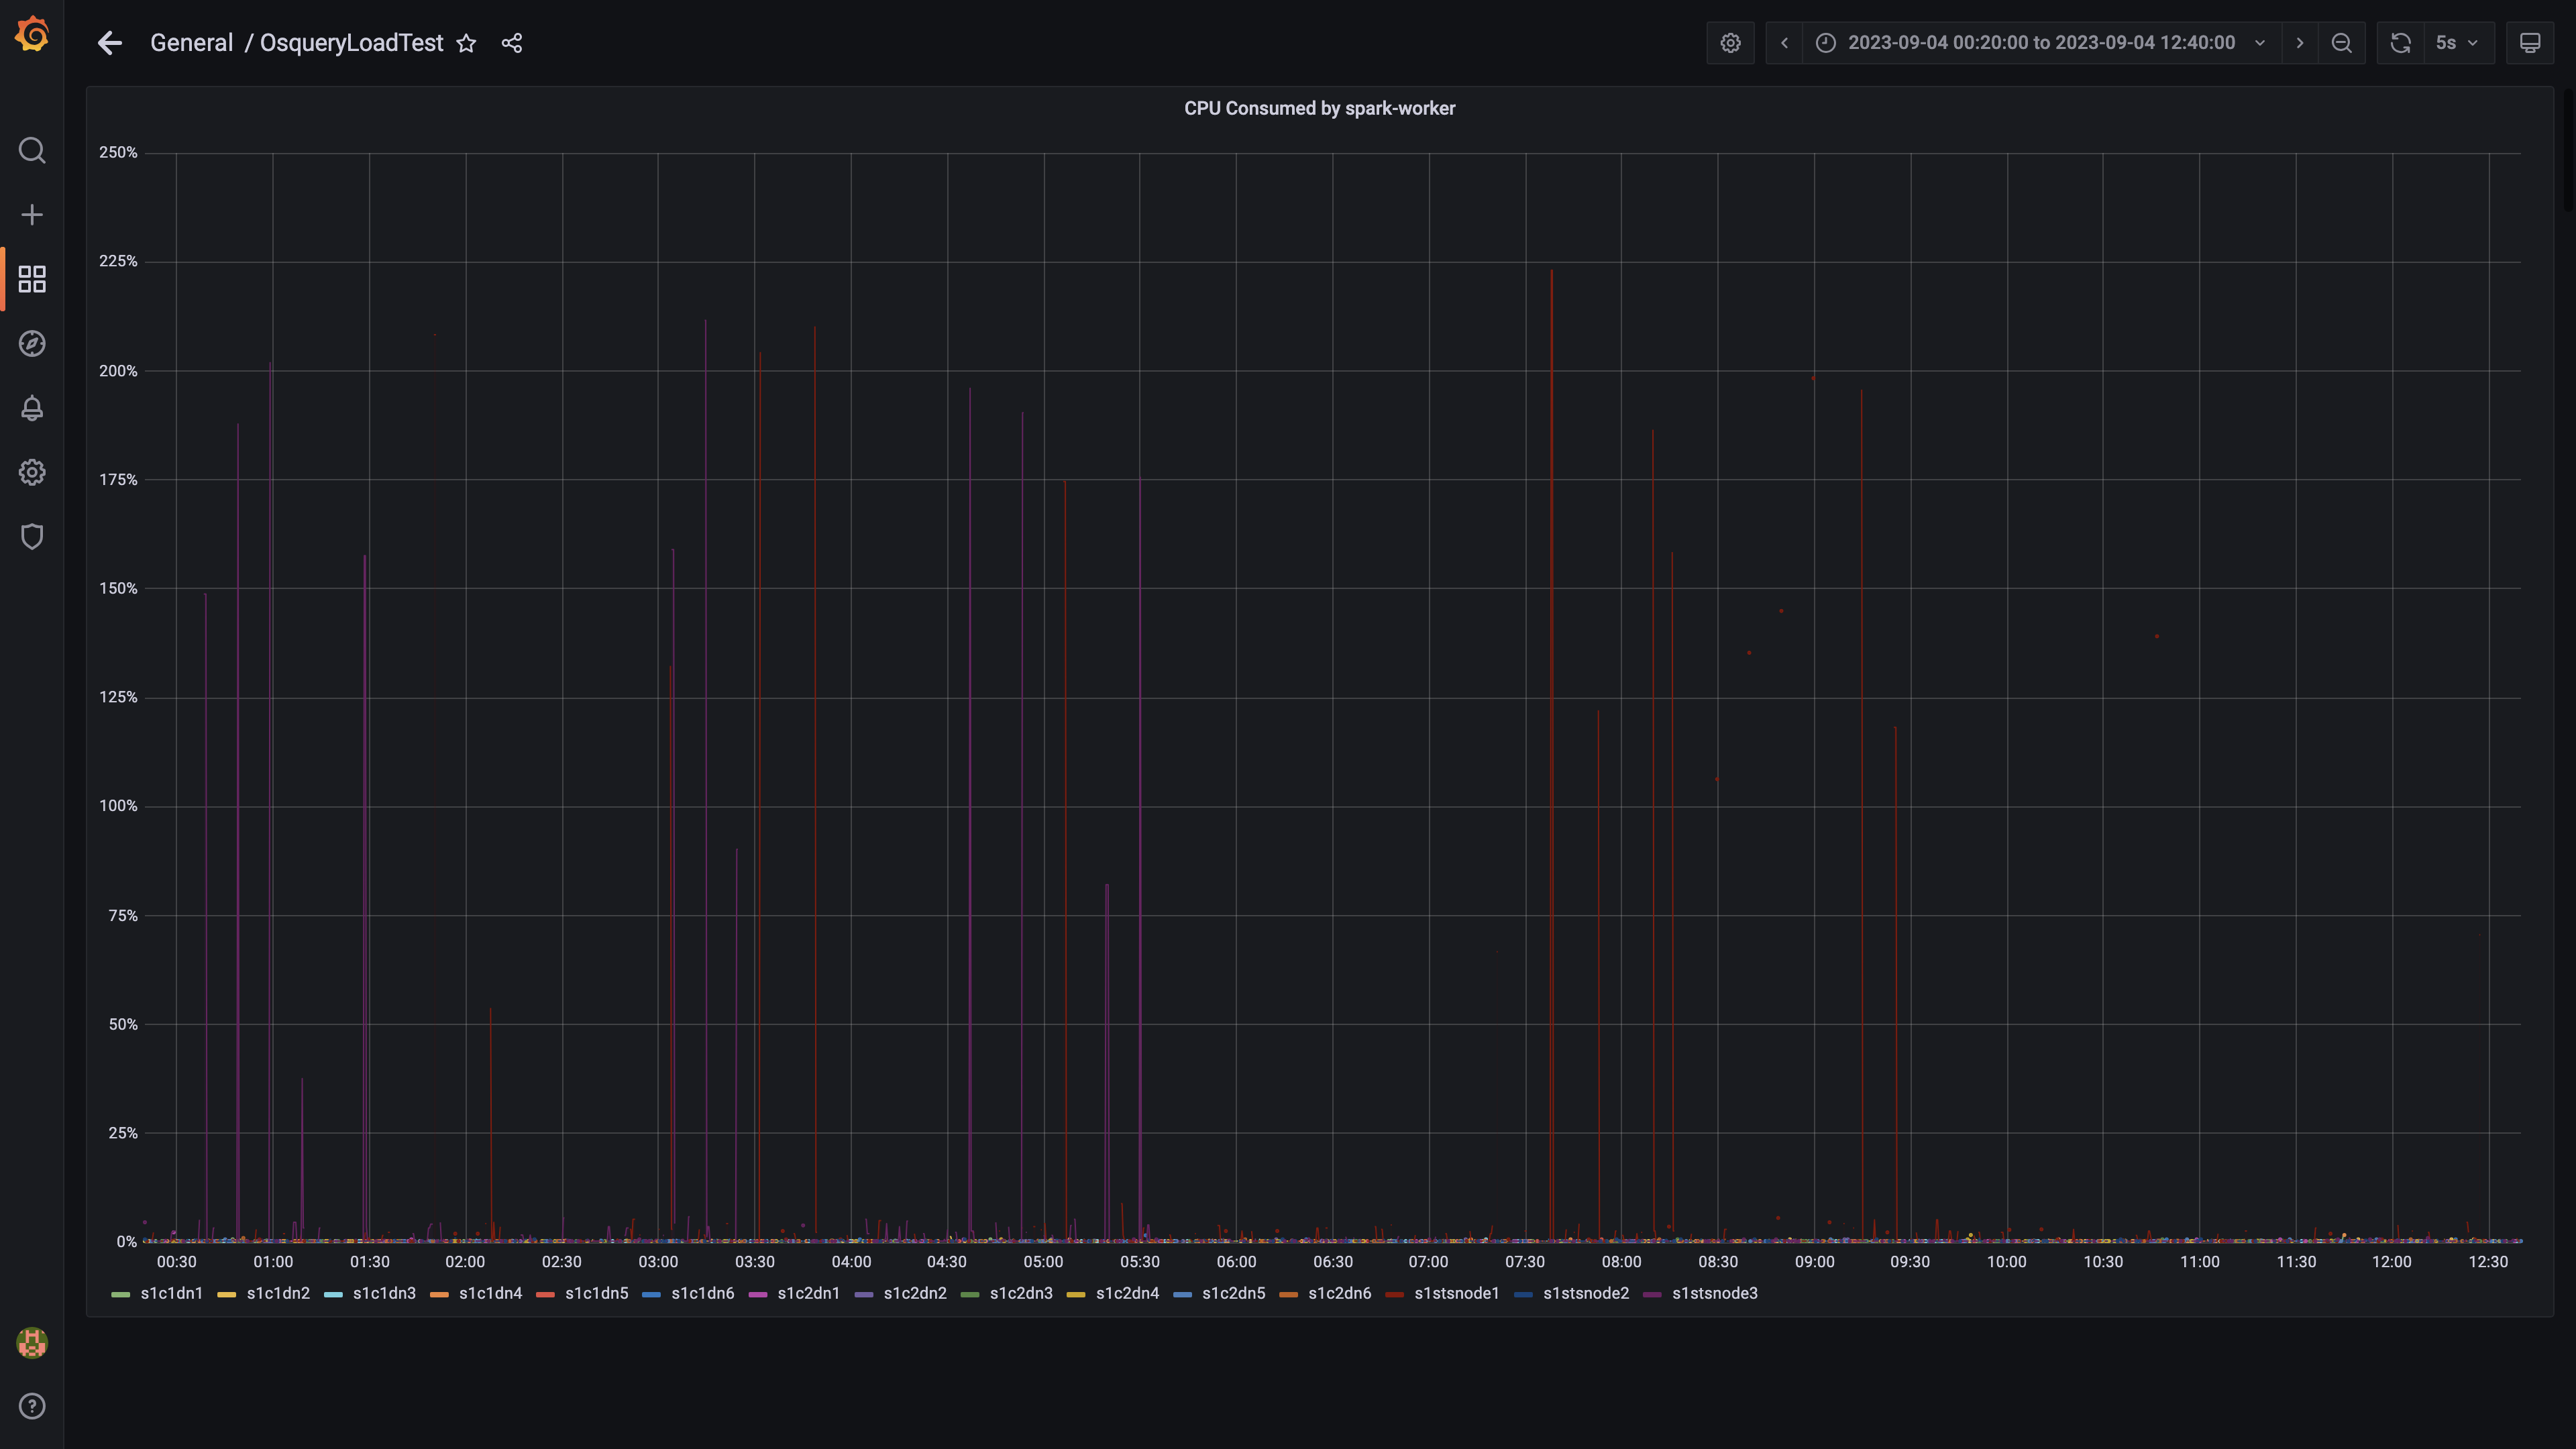 General / OsqueryLoadTest
2023-09-04 00:20:00 to 2023-09-04 12:40:00
5s
CPU Consumed by spark-worker
250%
225%
200%
175%
150%
125%
100%
75%
50%
25%
0%
00:30 01:00 01:30 02:00 02:30 03:00 03:30 04:00 04:30 05:00 05:30 06:00 06:30 07:00 07:30 08:00 08:30 09:00 09:30 10:00 10:30 11:00 11:30 12:00 12:30
s1c1dn1 s1c1dn2 s1c1dn3 s1c1dn4 s1c1dn5 s1c1dn6 s1c2dn1 s1c2dn2 s1c2dn3 s1c2dn4 s1c2dn5 s1c2dn6 s1stsnode1 s1stsnode2 s1stsnode3